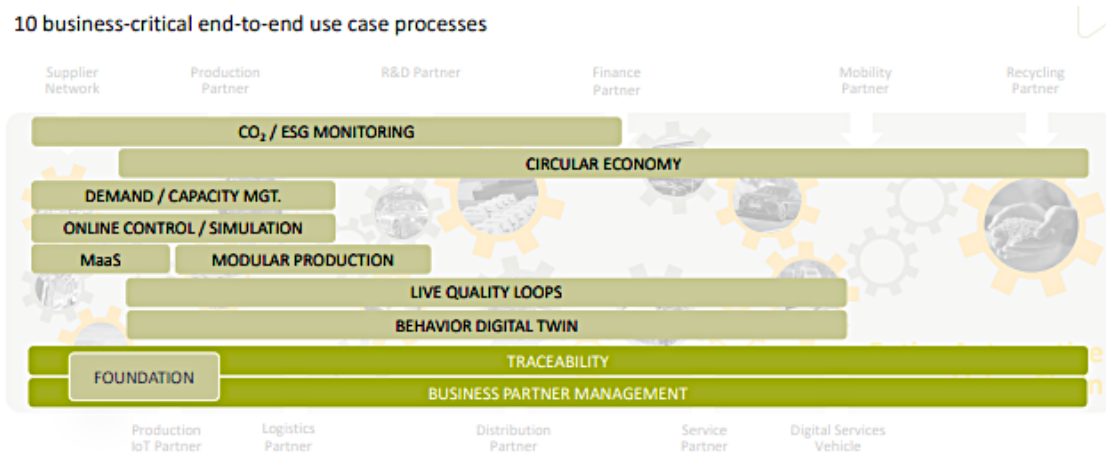 10 business-critical end-to-end use case processes
Supplier Network
Production Partner
R&D Partner
Finance Partner
Mobility Partner
Recycling Partner
CO₂ / ESG MONITORING
CIRCULAR ECONOMY
DEMAND / CAPACITY MGT.
ONLINE CONTROL / SIMULATION
MaaS
MODULAR PRODUCTION
LIVE QUALITY LOOPS
BEHAVIOR DIGITAL TWIN
TRACEABILITY
FOUNDATION
BUSINESS PARTNER MANAGEMENT
Production IoT Partner
Logistics Partner
Distribution Partner
Service Partner
Digital Services Vehicle